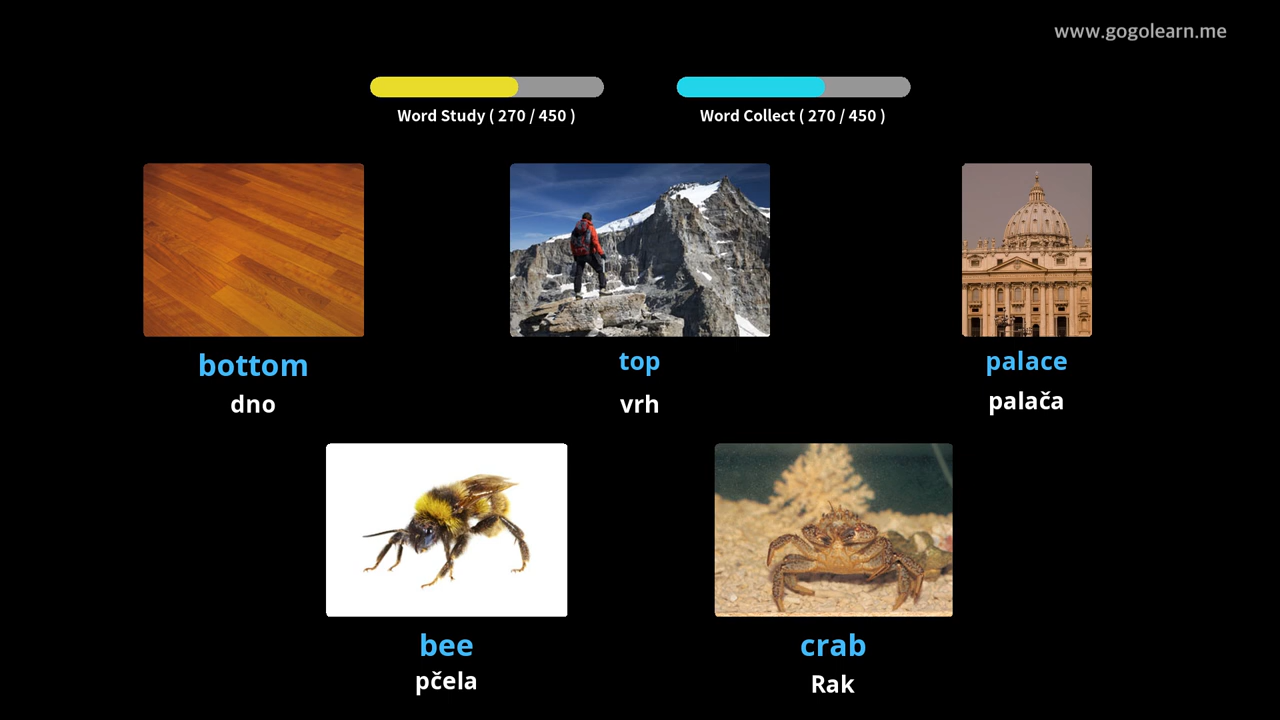 www.gogolearn.me
Word Study ( 270 / 450 )
Word Collect ( 270 / 450 )
bottom
dno
top
vrh
palace
palača
bee
pčela
crab
Rak